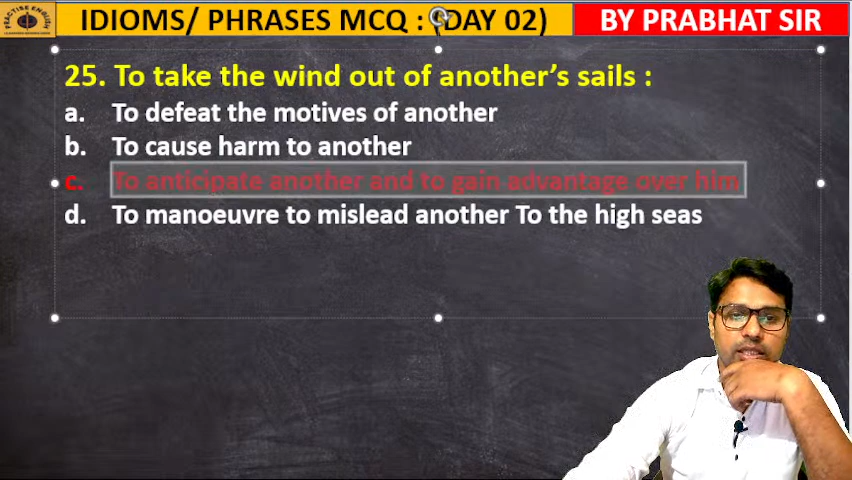 PRACTISE ENGLISH
IDIOMS/ PHRASES MCQ : (DAY 02)
BY PRABHAT SIR
25. To take the wind out of another’s sails :
a. To defeat the motives of another
b. To cause harm to another
c. To anticipate another and to gain advantage over him
d. To manoeuvre to mislead another To the high seas